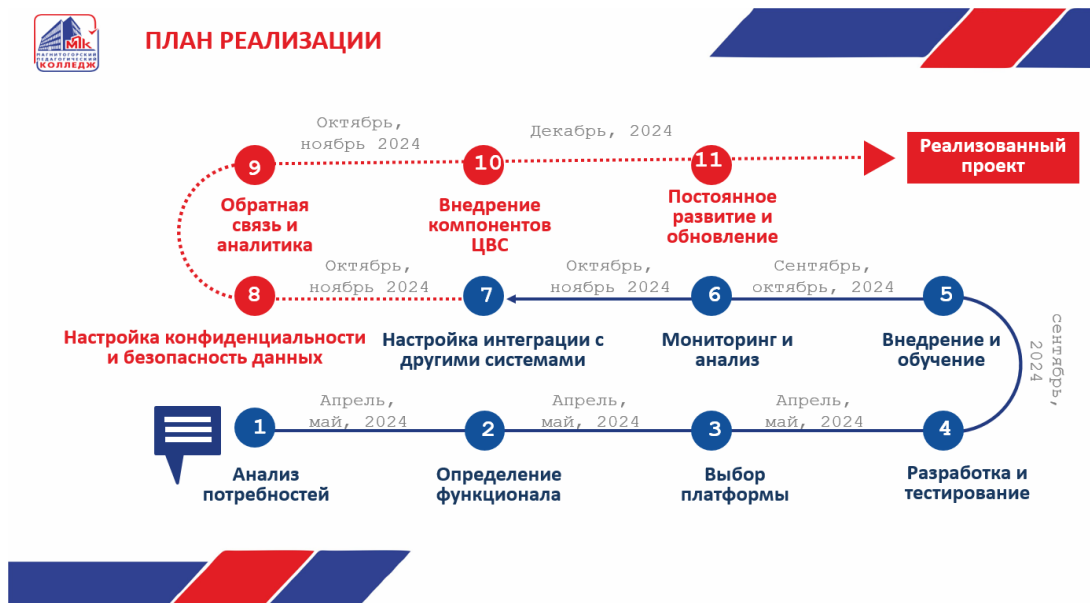 МПК
МАГНИТОГОРСКИЙ
ПЕДАГОГИЧЕСКИЙ
КОЛЛЕДЖ
ПЛАН РЕАЛИЗАЦИИ
Октябрь,
ноябрь 2024
Декабрь, 2024
9
10
11
Реализованный
проект
Обратная
связь и
аналитика
Внедрение
компонентов
ЦВС
Постоянное
развитие и
обновление
Октябрь,
ноябрь 2024
Октябрь,
ноябрь 2024
Сентябрь,
октябрь, 2024
8
7
6
5
Настройка конфиденциальности
и безопасность данных
Настройка интеграции с
другими системами
Мониторинг и
анализ
Внедрение и
обучение
сентябрь,
2024
Апрель,
май, 2024
Апрель,
май, 2024
Апрель,
май, 2024
1
2
3
4
Анализ
потребностей
Определение
функционала
Выбор
платформы
Разработка и
тестирование